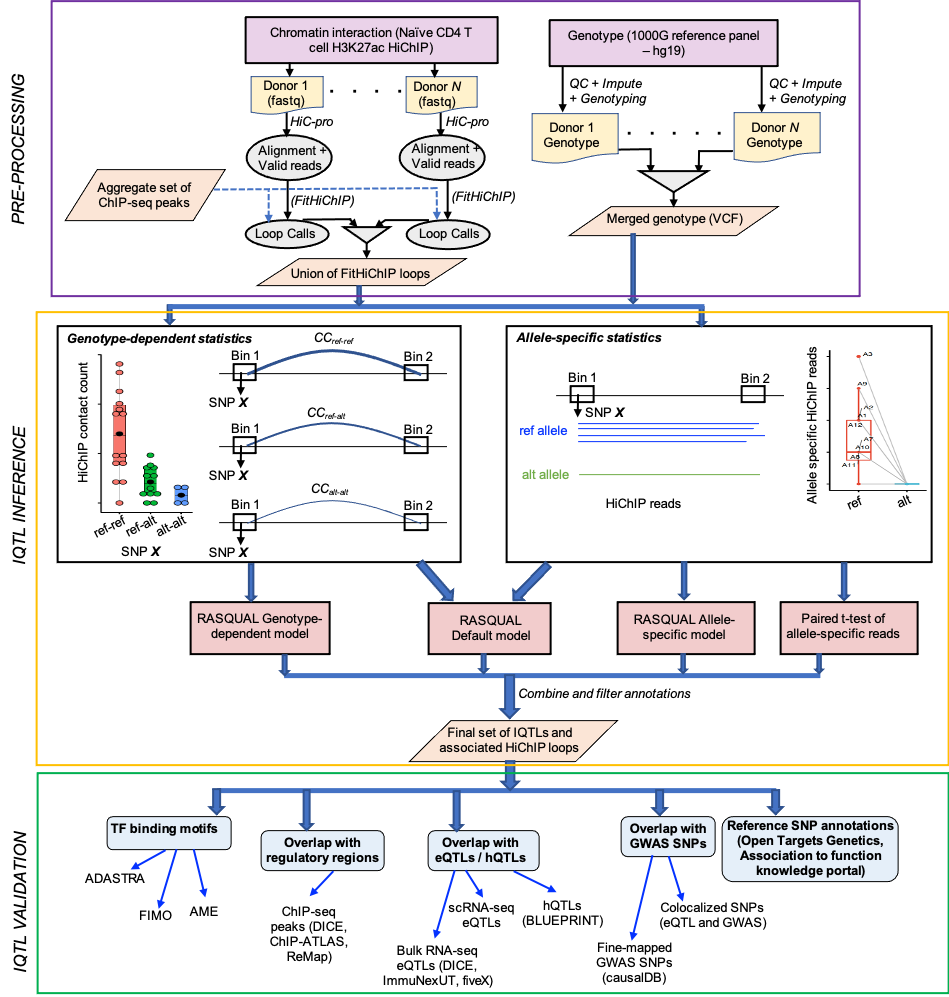 PRE-PROCESSING
Chromatin interaction (Naïve CD4 T
cell H3K27ac HiChIP)
Genotype (1000G reference panel
– hg19)
Donor 1
(fastq)
Donor N
(fastq)
QC + Impute
+ Genotyping
QC + Impute
+ Genotyping
HiC-pro
HiC-pro
Donor 1
Genotype
Donor N
Genotype
Alignment +
Valid reads
Alignment +
Valid reads
Aggregate set of
ChIP-seq peaks
(FitHiChIP)
(FitHiChIP)
Loop Calls
Loop Calls
Merged genotype (VCF)
Union of FitHiChIP loops
IQTL INFERENCE
Genotype-dependent statistics
HiChIP contact count
ref-ref
ref-alt
alt-alt
SNP X
CCref-ref
Bin 1
Bin 2
SNP X
CCref-alt
Bin 1
Bin 2
SNP X
CCalt-alt
Bin 1
Bin 2
SNP X
Allele-specific statistics
Bin 1
Bin 2
SNP X
ref allele
alt allele
HiChIP reads
Allele specific HiChIP reads
A3
A9
A2
A1
A12
A7
A10
A8
A11
ref
alt
RASQUAL Genotype-
dependent model
RASQUAL
Default model
RASQUAL Allele-
specific model
Paired t-test of
allele-specific reads
Combine and filter annotations
Final set of IQTLs and
associated HiChIP loops
IQTL VALIDATION
TF binding motifs
ADASTRA
FIMO
AME
Overlap with
regulatory regions
ChIP-seq
peaks (DICE,
ChIP-ATLAS,
ReMap)
Overlap with
eQTLs / hQTLs
scRNA-seq
eQTLs
hQTLs
(BLUEPRINT)
Bulk RNA-seq
eQTLs (DICE,
ImmuNexUT, fiveX)
Overlap with
GWAS SNPs
Colocalized SNPs
(eQTL and GWAS)
Fine-mapped
GWAS SNPs
(causalDB)
Reference SNP annotations
(Open Targets Genetics,
Association to function
knowledge portal)